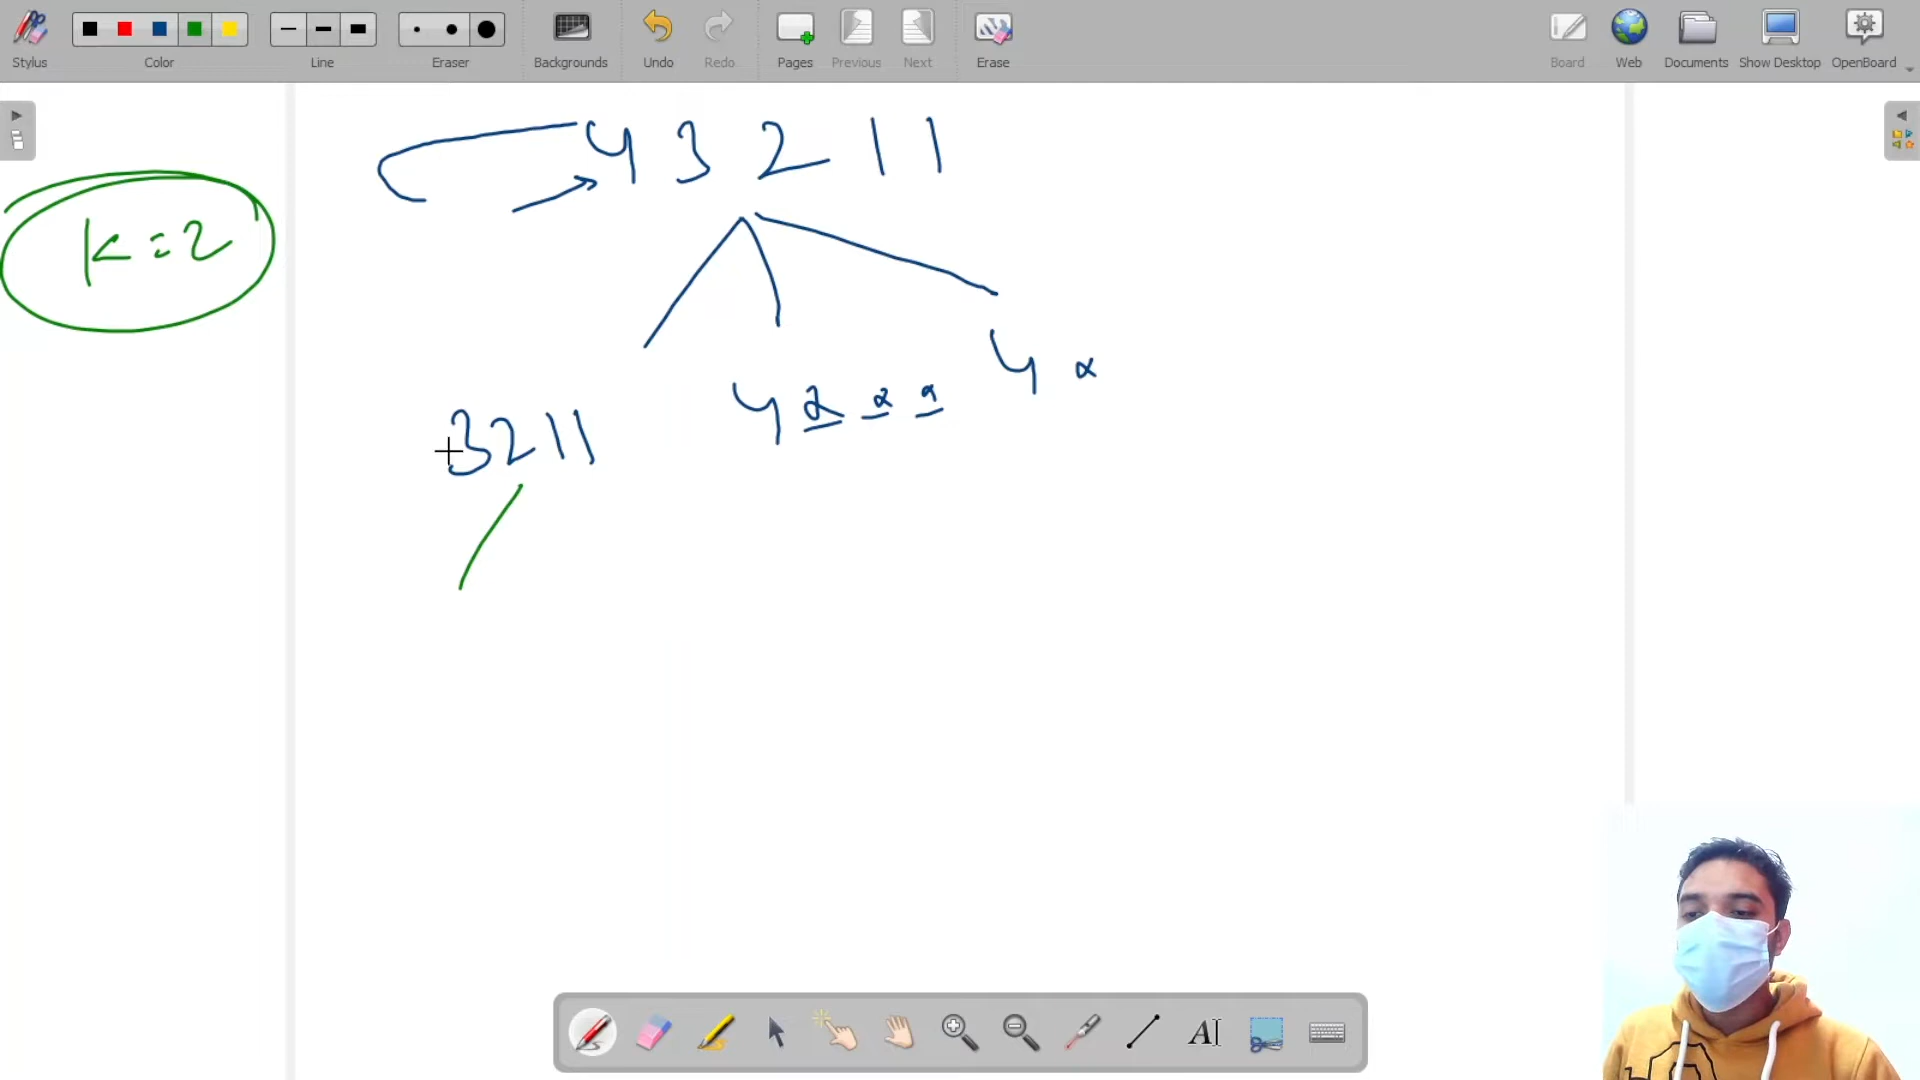 Stylus
Color
Line
Eraser
Backgrounds
Undo
Redo
Pages
Previous
Next
Erase
Board
Web
Documents
Show Desktop
OpenBoard
4 3 2 1 1
K = 2
4
4 2
3 2 1 1
AI